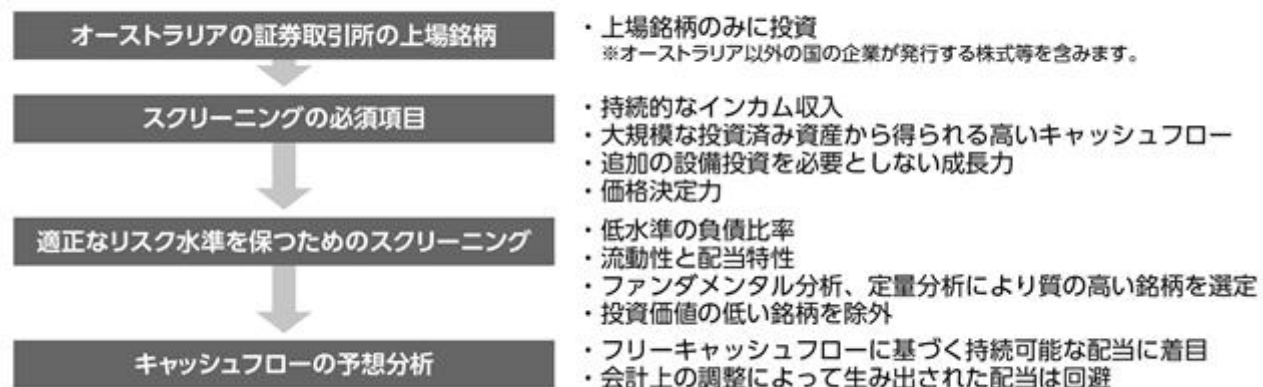 オーストラリアの証券取引所の上場銘柄
・上場銘柄のみに投資
※オーストラリア以外の国の企業が発行する株式等を含みます。
スクリーニングの必須項目
・持続的なインカム収入
・大規模な投資済み資産から得られる高いキャッシュフロー
・追加の設備投資を必要としない成長力
・価格決定力
適正なリスク水準を保つためのスクリーニング
・低水準の負債比率
・流動性と配当特性
・ファンダメンタル分析、定量分析により質の高い銘柄を選定
・投資価値の低い銘柄を除外
キャッシュフローの予想分析
・フリーキャッシュフローに基づく持続可能な配当に着目
・会計上の調整によって生み出された配当は回避